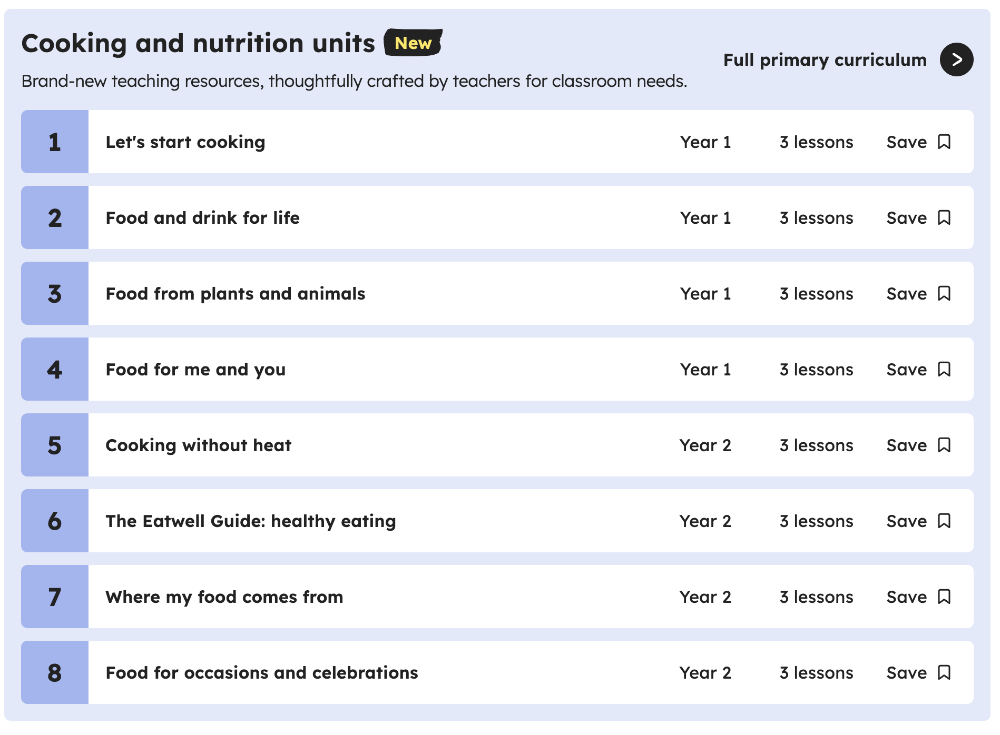 Cooking and nutrition units New
Full primary curriculum
Brand-new teaching resources, thoughtfully crafted by teachers for classroom needs.
1 Let's start cooking Year 1 3 lessons Save
2 Food and drink for life Year 1 3 lessons Save
3 Food from plants and animals Year 1 3 lessons Save
4 Food for me and you Year 1 3 lessons Save
5 Cooking without heat Year 2 3 lessons Save
6 The Eatwell Guide: healthy eating Year 2 3 lessons Save
7 Where my food comes from Year 2 3 lessons Save
8 Food for occasions and celebrations Year 2 3 lessons Save